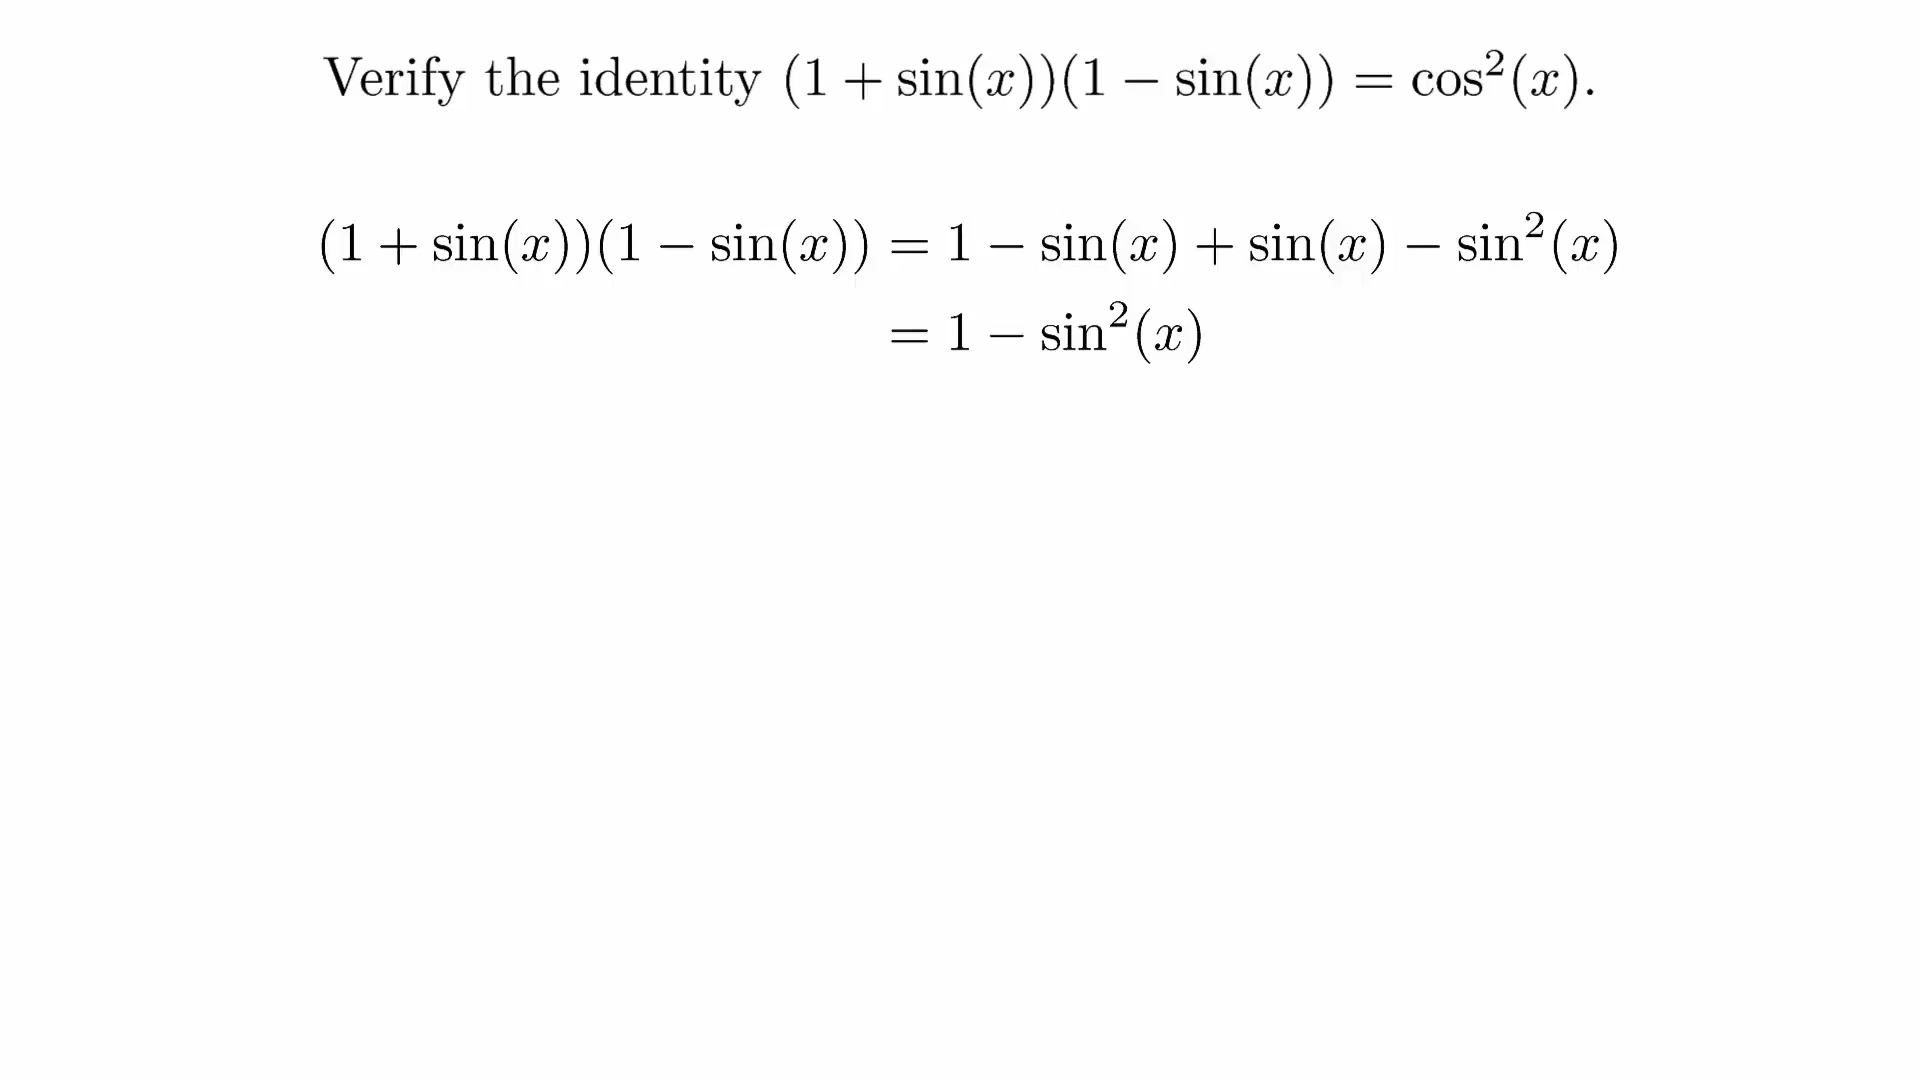 Verify the identity (1 + sin(x))(1 − sin(x)) = cos²(x).
(1 + sin(x))(1 − sin(x)) = 1 − sin(x) + sin(x) − sin²(x)
= 1 − sin²(x)